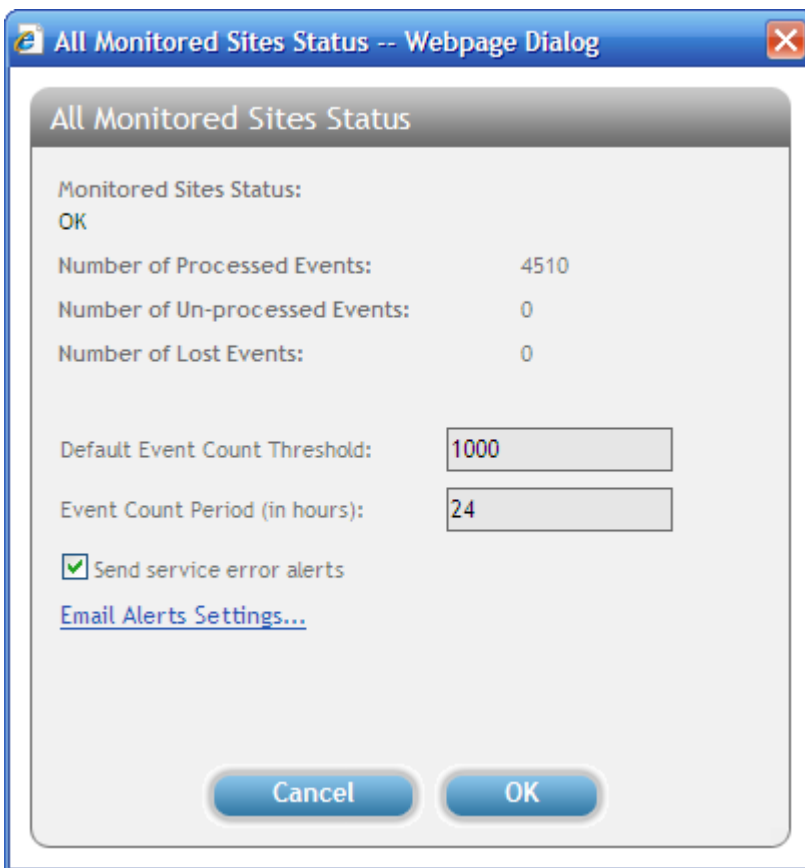 All Monitored Sites Status -- Webpage Dialog
All Monitored Sites Status
Monitored Sites Status:
OK
Number of Processed Events: 4510
Number of Un-processed Events: 0
Number of Lost Events: 0
Default Event Count Threshold: 1000
Event Count Period (in hours): 24
Send service error alerts
Email Alerts Settings...
Cancel OK